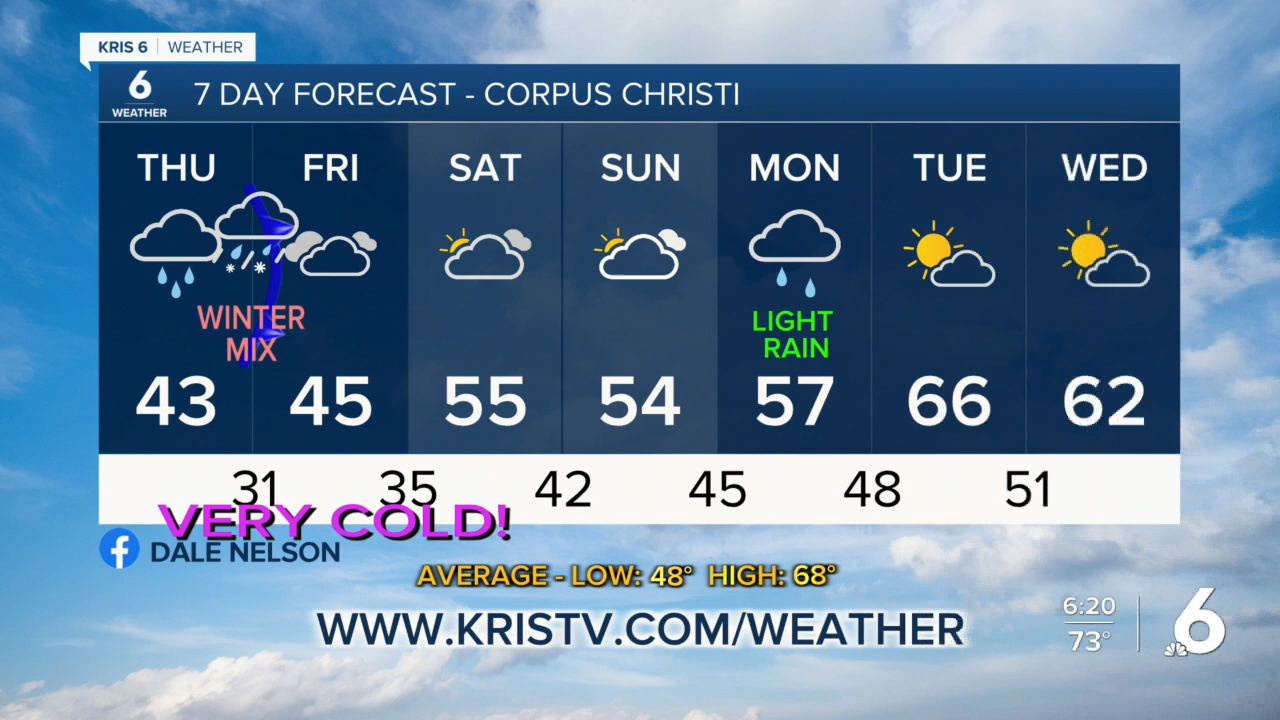 KRIS 6 | WEATHER
6
WEATHER
7 DAY FORECAST - CORPUS CHRISTI
THU FRI SAT SUN MON TUE WED
WINTER
MIX
LIGHT
RAIN
43 45 55 54 57 66 62
31 35 42 45 48 51
VERY COLD!
DALE NELSON
AVERAGE - LOW: 48° HIGH: 68°
WWW.KRISTV.COM/WEATHER
6:20
73°
6